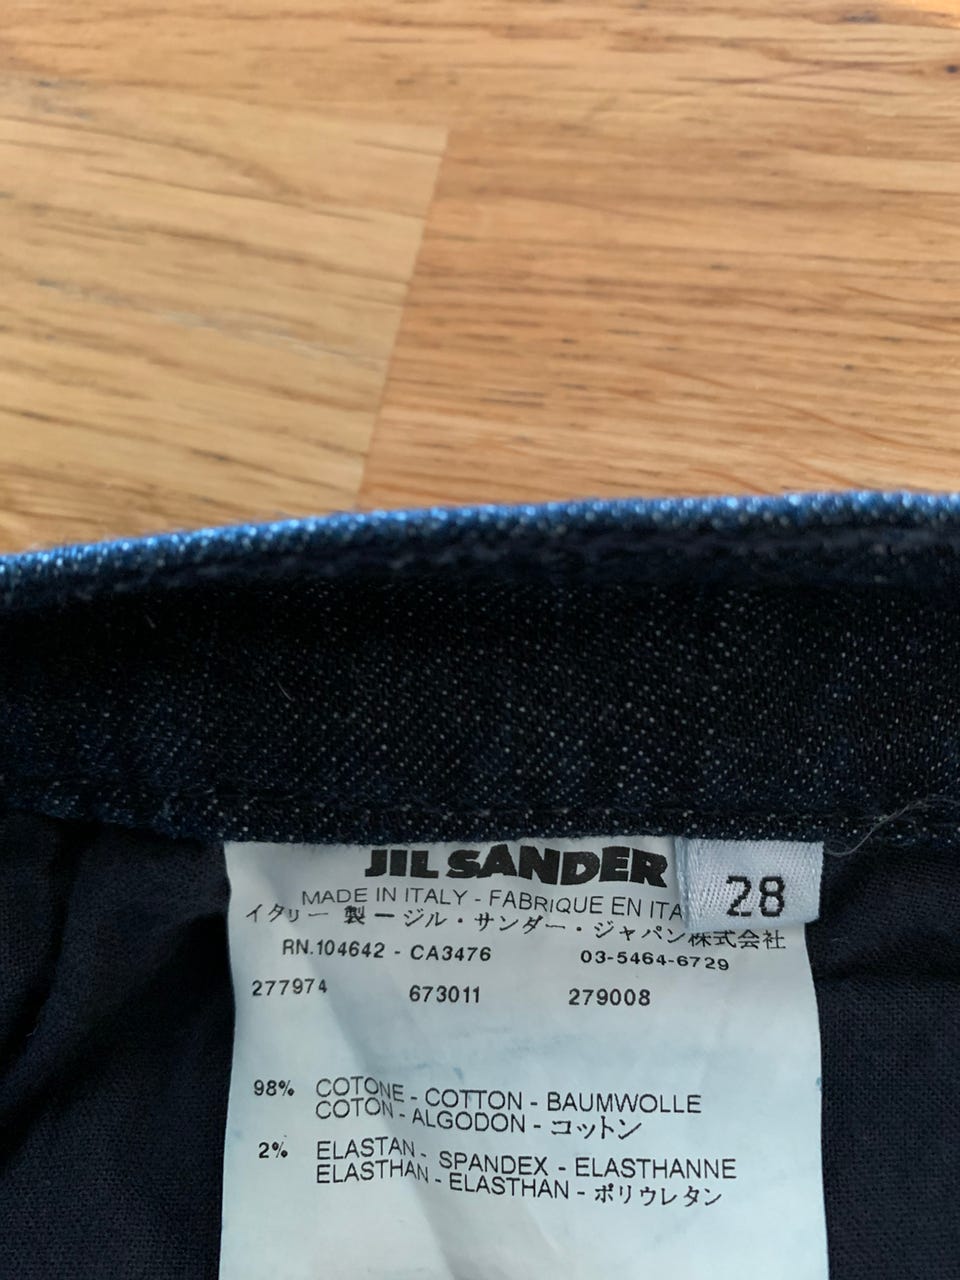 JIL SANDER
28
MADE IN ITALY - FABRIQUE EN ITA
イタリー 製 ー ジル・サンダー・ジャパン株式会社
RN.104642 - CA3476 03-5464-6729
277974 673011 279008
98% COTONE - COTTON - BAUMWOLLE
COTON - ALGODON - コットン
2% ELASTAN - SPANDEX - ELASTHANNE
ELASTHAN - ELASTHAN - ポリウレタン